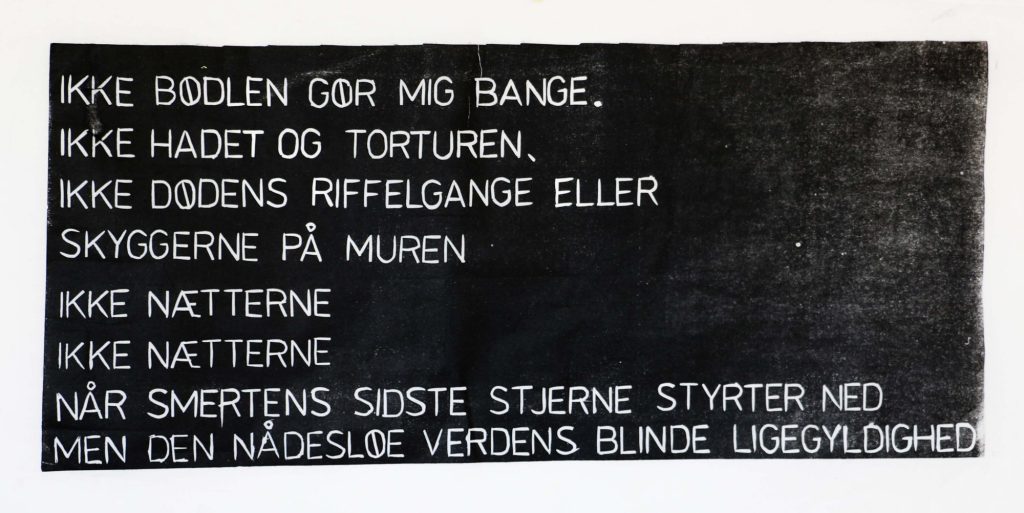 IKKE BØDLEN GØR MIG BANGE.
IKKE HADET OG TORTUREN,
IKKE DØDENS RIFFELGANGE ELLER
SKYGGERNE PÅ MUREN
IKKE NÆTTERNE
IKKE NÆTTERNE
NÅR SMERTENS SIDSTE STJERNE STYRTER NED
MEN DEN NÅDESLØE VERDENS BLINDE LIGEGYLDIGHED